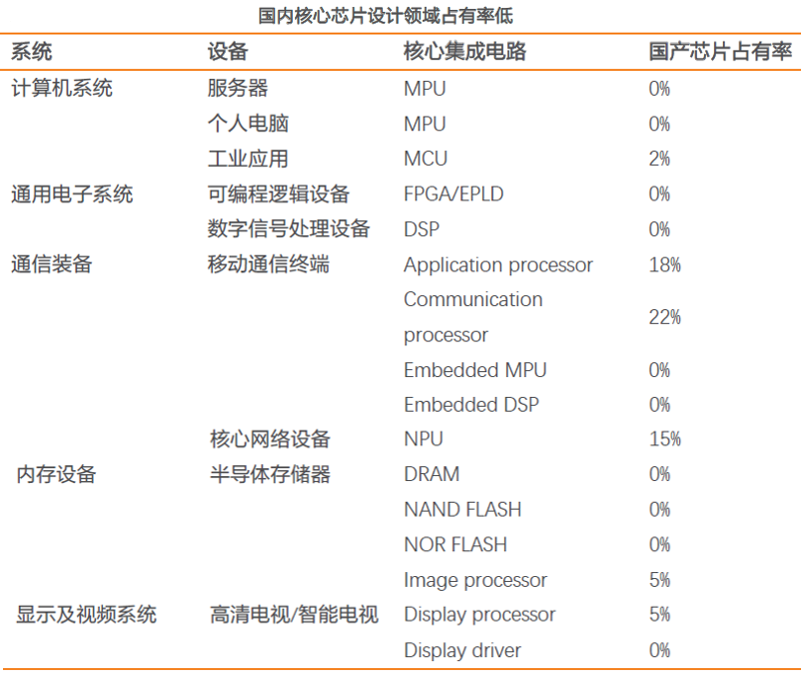 国内核心芯片设计领域占有率低
系统 设备 核心集成电路 国产芯片占有率
计算机系统 服务器 MPU 0%
个人电脑 MPU 0%
工业应用 MCU 2%
通用电子系统 可编程逻辑设备 FPGA/EPLD 0%
数字信号处理设备 DSP 0%
通信装备 移动通信终端 Application processor 18%
Communication
processor 22%
Embedded MPU 0%
Embedded DSP 0%
核心网络设备 NPU 15%
内存设备 半导体存储器 DRAM 0%
NAND FLASH 0%
NOR FLASH 0%
Image processor 5%
显示及视频系统 高清电视/智能电视 Display processor 5%
Display driver 0%